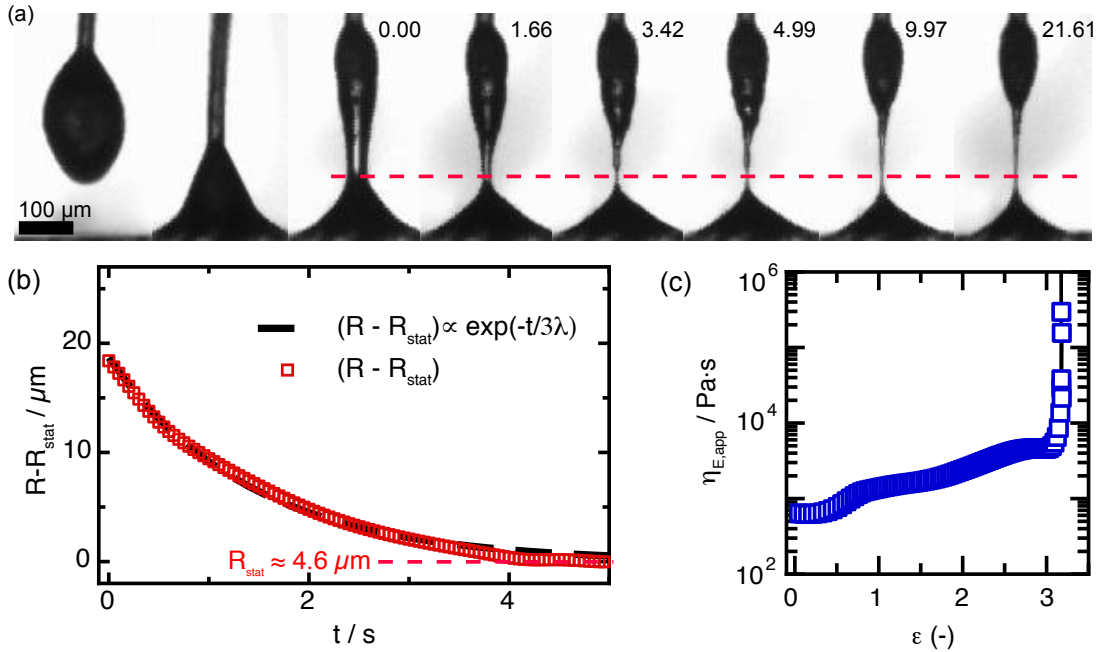 (a)
0.00 1.66 3.42 4.99 9.97 21.61
100 µm
(b)
(R - R_stat) ∝ exp(-t/3λ)
(R - R_stat)
R_stat ≈ 4.6 µm
R-R_stat / µm
20
10
0
0 2 4
t / s
(c)
η_E,app / Pa·s
10^6
10^4
10^2
0 1 2 3
ε (-)